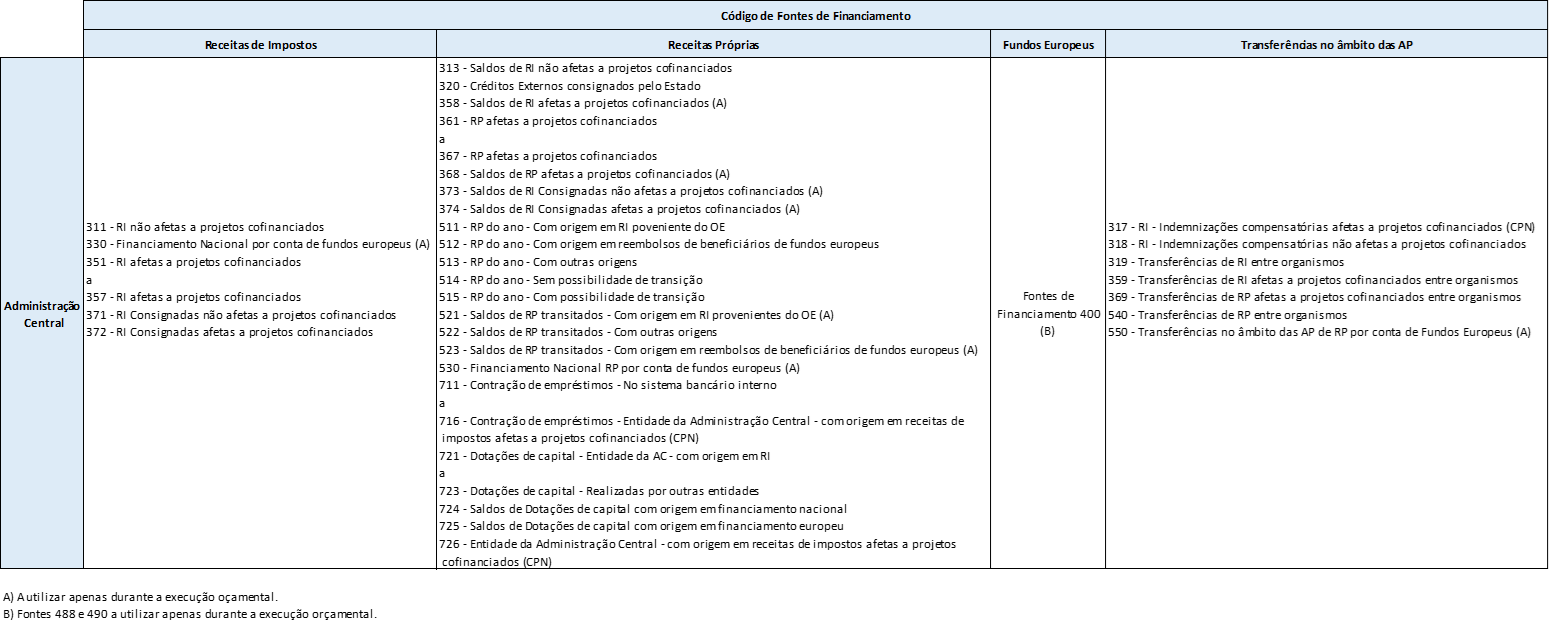 Código de Fontes de Financiamento
Receitas de Impostos
Receitas Próprias
Fundos Europeus
Transferências no âmbito das AP
Administração
Central
311 - RI não afetas a projetos cofinanciados
330 - Financiamento Nacional por conta de fundos europeus (A)
351 - RI afetas a projetos cofinanciados
a
357 - RI afetas a projetos cofinanciados
371 - RI Consignadas não afetas a projetos cofinanciados
372 - RI Consignadas afetas a projetos cofinanciados
313 - Saldos de RI não afetas a projetos cofinanciados
320 - Créditos Externos consignados pelo Estado
358 - Saldos de RI afetas a projetos cofinanciados (A)
361 - RP afetas a projetos cofinanciados
a
367 - RP afetas a projetos cofinanciados
368 - Saldos de RP afetas a projetos cofinanciados (A)
373 - Saldos de RI Consignadas não afetas a projetos cofinanciados (A)
374 - Saldos de RI Consignadas afetas a projetos cofinanciados (A)
511 - RP do ano - Com origem em RI poveniente do OE
512 - RP do ano - Com origem em reembolsos de beneficiários de fundos europeus
513 - RP do ano - Com outras origens
514 - RP do ano - Sem possibilidade de transição
515 - RP do ano - Com possibilidade de transição
521 - Saldos de RP transitados - Com origem em RI provenientes do OE (A)
522 - Saldos de RP transitados - Com outras origens
523 - Saldos de RP transitados - Com origem em reembolsos de beneficiários de fundos europeus (A)
530 - Financiamento Nacional RP por conta de fundos europeus (A)
711 - Contração de empréstimos - No sistema bancário interno
a
716 - Contração de empréstimos - Entidade da Administração Central - com origem em receitas de
impostos afetas a projetos cofinanciados (CPN)
721 - Dotações de capital - Entidade da AC - com origem em RI
a
723 - Dotações de capital - Realizadas por outras entidades
724 - Saldos de Dotações de capital com origem em financiamento nacional
725 - Saldos de Dotações de capital com origem em financiamento europeu
726 - Entidade da Administração Central - com origem em receitas de impostos afetas a projetos
cofinanciados (CPN)
Fontes de
Financiamento 400
(B)
317 - RI - Indemnizações compensatórias afetas a projetos cofinanciados (CPN)
318 - RI - Indemnizações compensatórias não afetas a projetos cofinanciados
319 - Transferências de RI entre organismos
359 - Transferências de RI afetas a projetos cofinanciados entre organismos
369 - Transferências de RP afetas a projetos cofinanciados entre organismos
540 - Transferências de RP entre organismos
550 - Transferências no âmbito das AP de RP por conta de Fundos Europeus (A)
A) A utilizar apenas durante a execução oçamental.
B) Fontes 488 e 490 a utilizar apenas durante a execução orçamental.